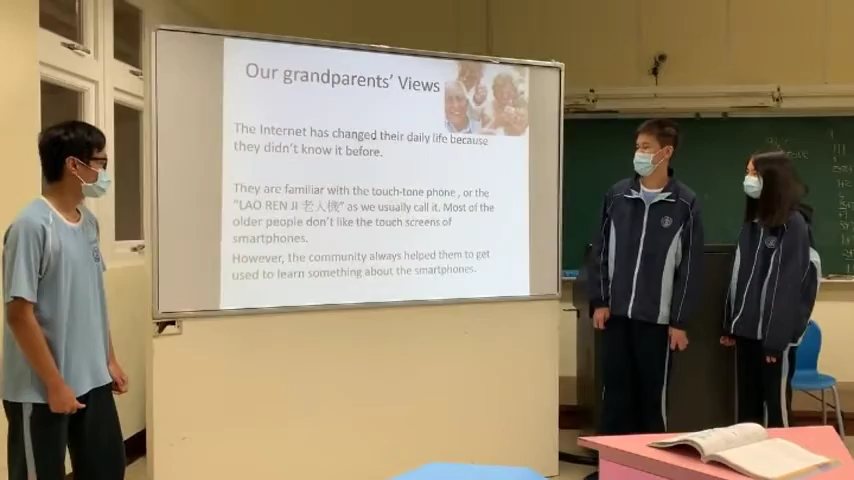 Our grandparents' Views
The Internet has changed their daily life because
they didn't know it before.
They are familiar with the touch-tone phone , or the
"LAO REN JI 老人機" as we usually call it. Most of the
older people don't like the touch screens of
smartphones.
However, the community always helped them to get
used to learn something about the smartphones.